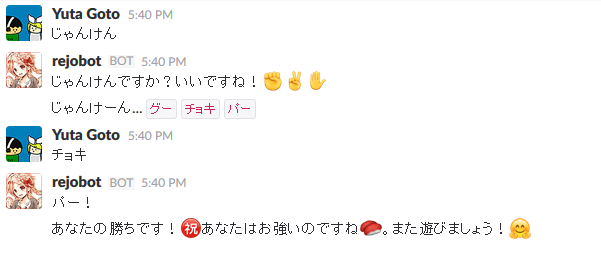 Yuta Goto 5:40 PM
じゃんけん
rejobot BOT 5:40 PM
じゃんけんですか？いいですね！✊✌✋
じゃんけーん... グー チョキ パー
Yuta Goto 5:40 PM
チョキ
rejobot BOT 5:40 PM
パー！
あなたの勝ちです！㊗あなたはお強いのですね🍣。また遊びましょう！🤗